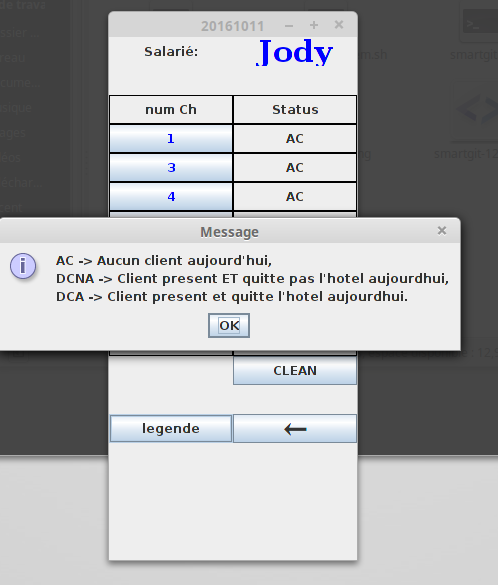 20161011
Salarié:
Jody
num Ch
Status
1
AC
3
AC
4
AC
Message
AC -> Aucun client aujourd'hui,
DCNA -> Client present ET quitte pas l'hotel aujourdhui,
DCA -> Client present et quitte l'hotel aujourdhui.
OK
CLEAN
legende
←